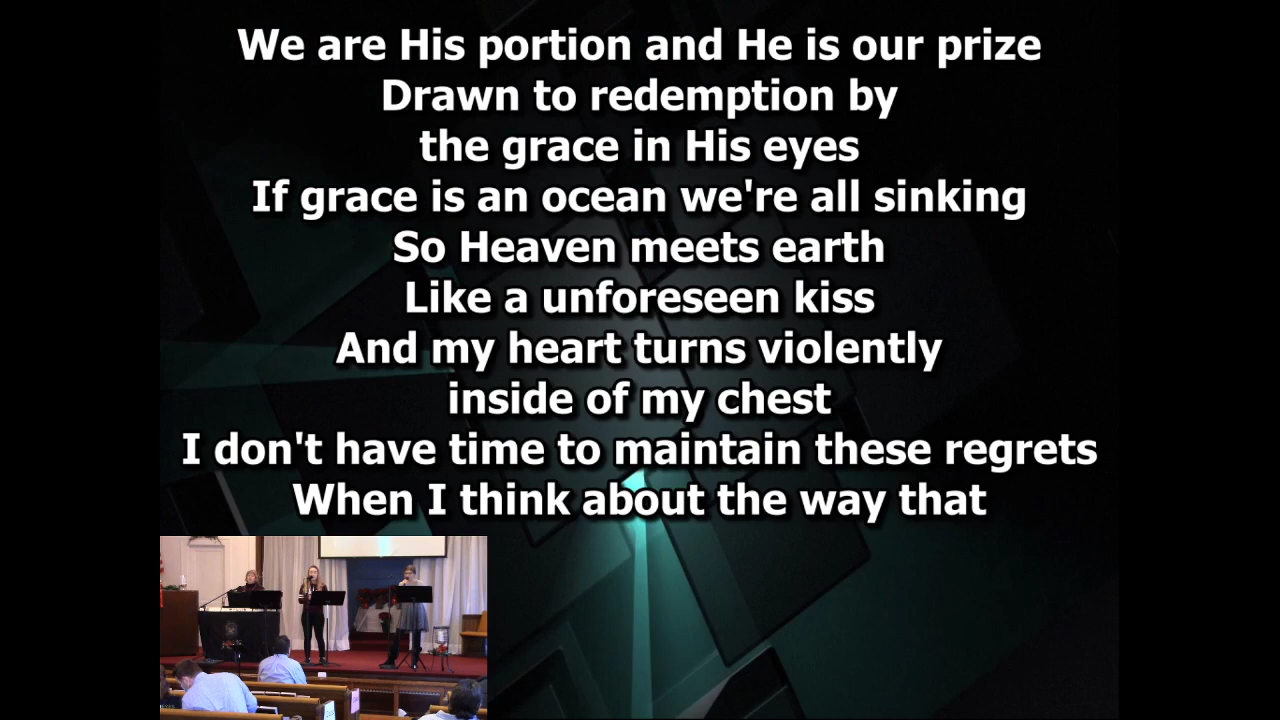 We are His portion and He is our prize
Drawn to redemption by
the grace in His eyes
If grace is an ocean we're all sinking
So Heaven meets earth
Like a unforeseen kiss
And my heart turns violently
inside of my chest
I don't have time to maintain these regrets
When I think about the way that